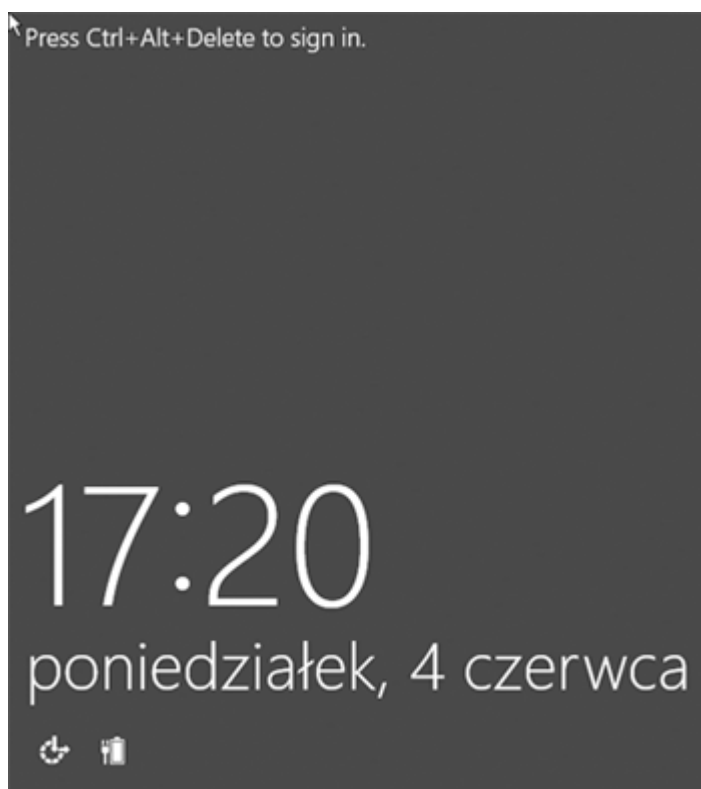 Press Ctrl+Alt+Delete to sign in.
17:20
poniedziałek, 4 czerwca